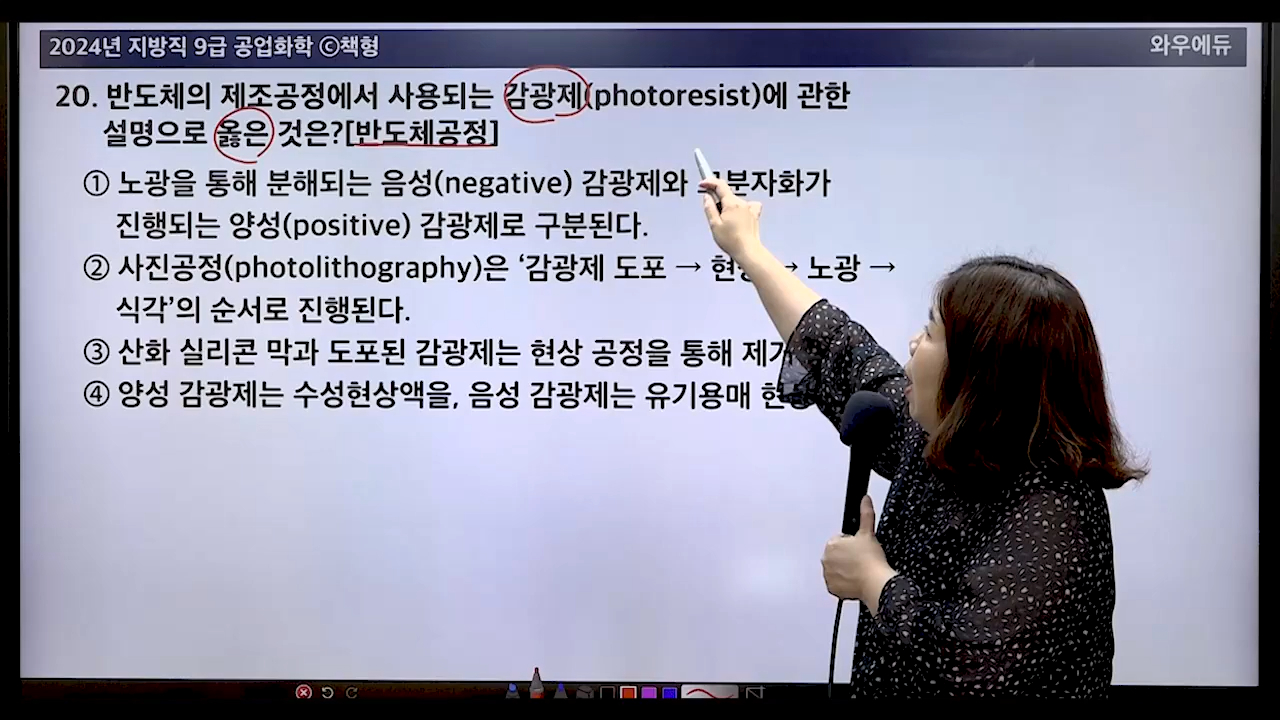 2024년 지방직 9급 공업화학 ⓒ책형
와우에듀
20. 반도체의 제조공정에서 사용되는 감광제(photoresist)에 관한
설명으로 옳은 것은?[반도체공정]
① 노광을 통해 분해되는 음성(negative) 감광제와
진행되는 양성(positive) 감광제로 구분된다.
② 사진공정(photolithography)은 ‘감광제 도포 → → 노광 →
식각’의 순서로 진행된다.
③ 산화 실리콘 막과 도포된 감광제는 현상 공정을 통해
④ 양성 감광제는 수성현상액을, 음성 감광제는 유기용매